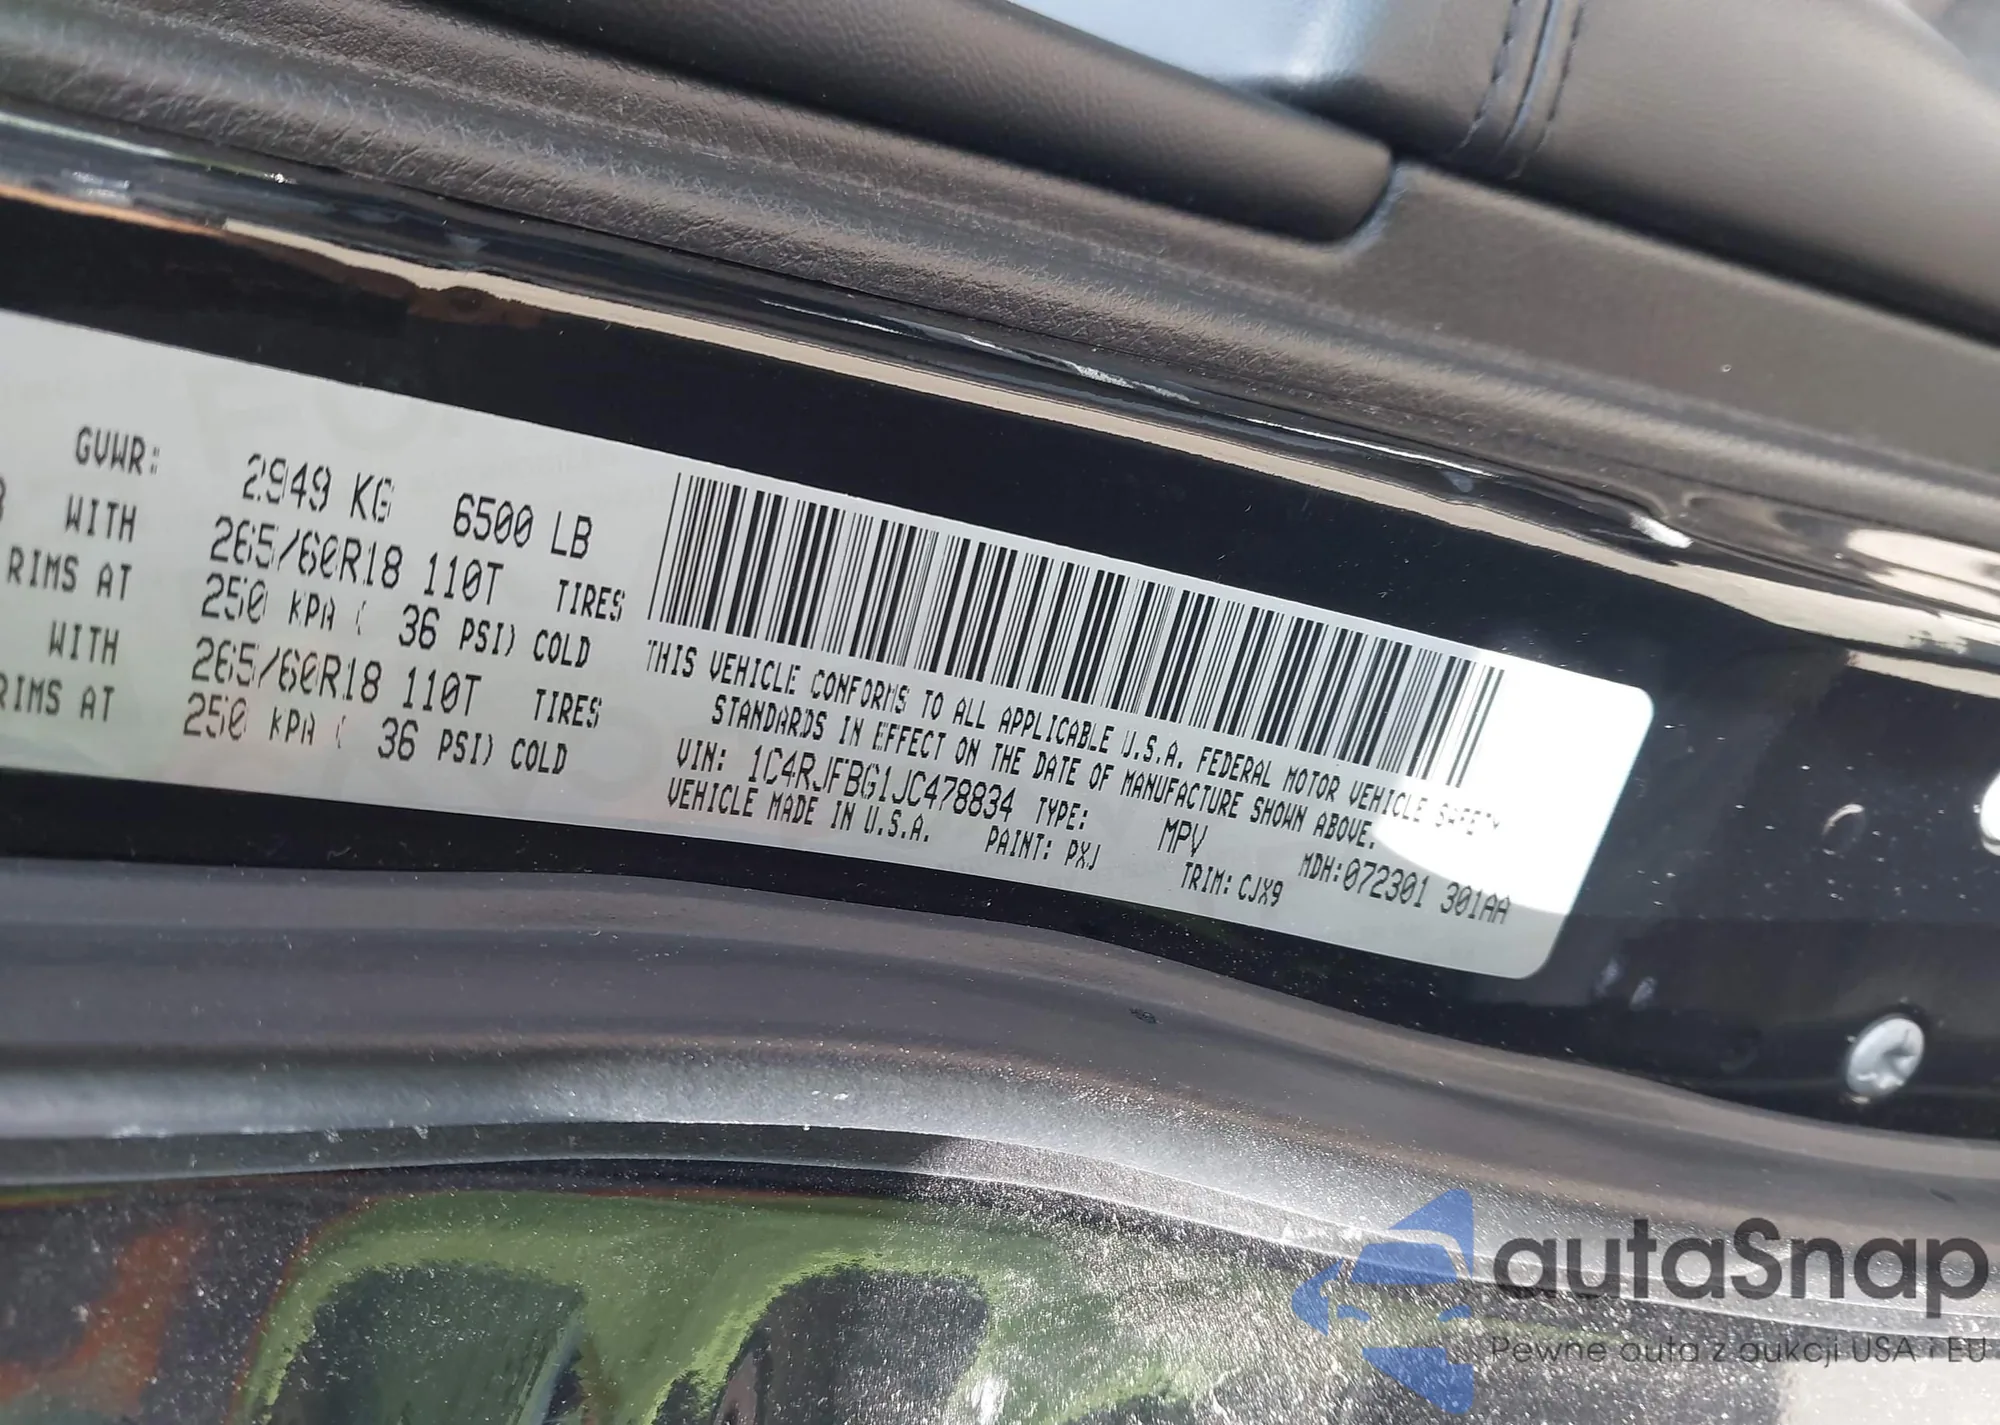 GVWR: 2949 KG 6500 LB
WITH 265/60R18 110T TIRES
RIMS AT 250 KPA ( 36 PSI) COLD
WITH 265/60R18 110T TIRES
RIMS AT 250 KPA ( 36 PSI) COLD
THIS VEHICLE CONFORMS TO ALL APPLICABLE U.S.A. FEDERAL MOTOR VEHICLE SAFETY
STANDARDS IN EFFECT ON THE DATE OF MANUFACTURE SHOWN ABOVE.
VIN: 1C4RJFBG1JC478834 TYPE: MPV MDH:072301 301AA
VEHICLE MADE IN U.S.A. PAINT: PXJ TRIM: CJX9
autaSnap
Pewne auta z aukcji USA i EU